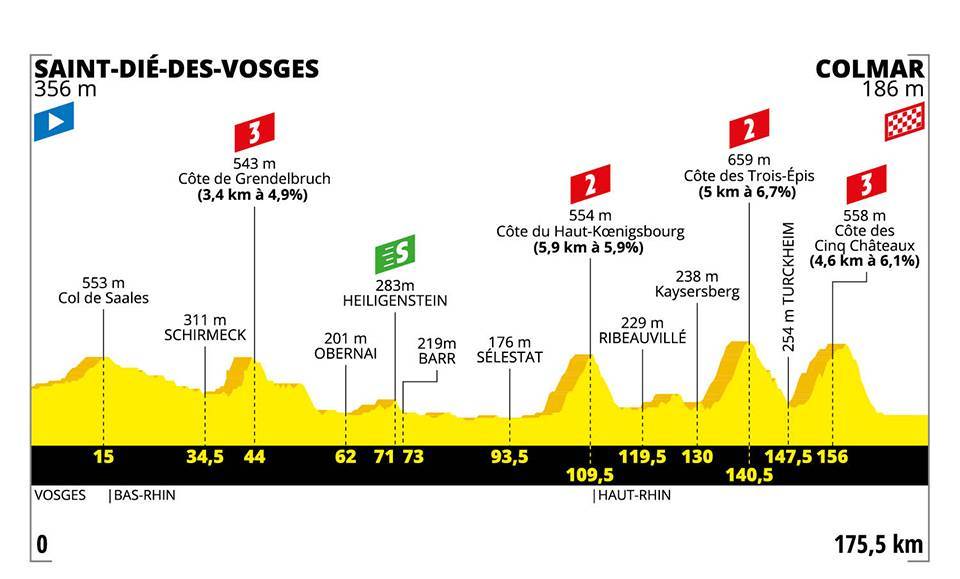 SAINT-DIÉ-DES-VOSGES
356 m
COLMAR
186 m
3
543 m
Côte de Grendelbruch
(3,4 km à 4,9%)
2
659 m
Côte des Trois-Épis
(5 km à 6,7%)
2
554 m
Côte du Haut-Kœnigsbourg
(5,9 km à 5,9%)
3
558 m
Côte des
Cinq Châteaux
(4,6 km à 6,1%)
S
283m
HEILIGENSTEIN
553 m
Col de Saales
311 m
SCHIRMECK
201 m
OBERNAI
219m
BARR
176 m
SÉLESTAT
229 m
RIBEAUVILLÉ
238 m
Kaysersberg
254 m TURCKHEIM
15
34,5
44
62
71
73
93,5
109,5
119,5
130
140,5
147,5
156
VOSGES
BAS-RHIN
HAUT-RHIN
0
175,5 km